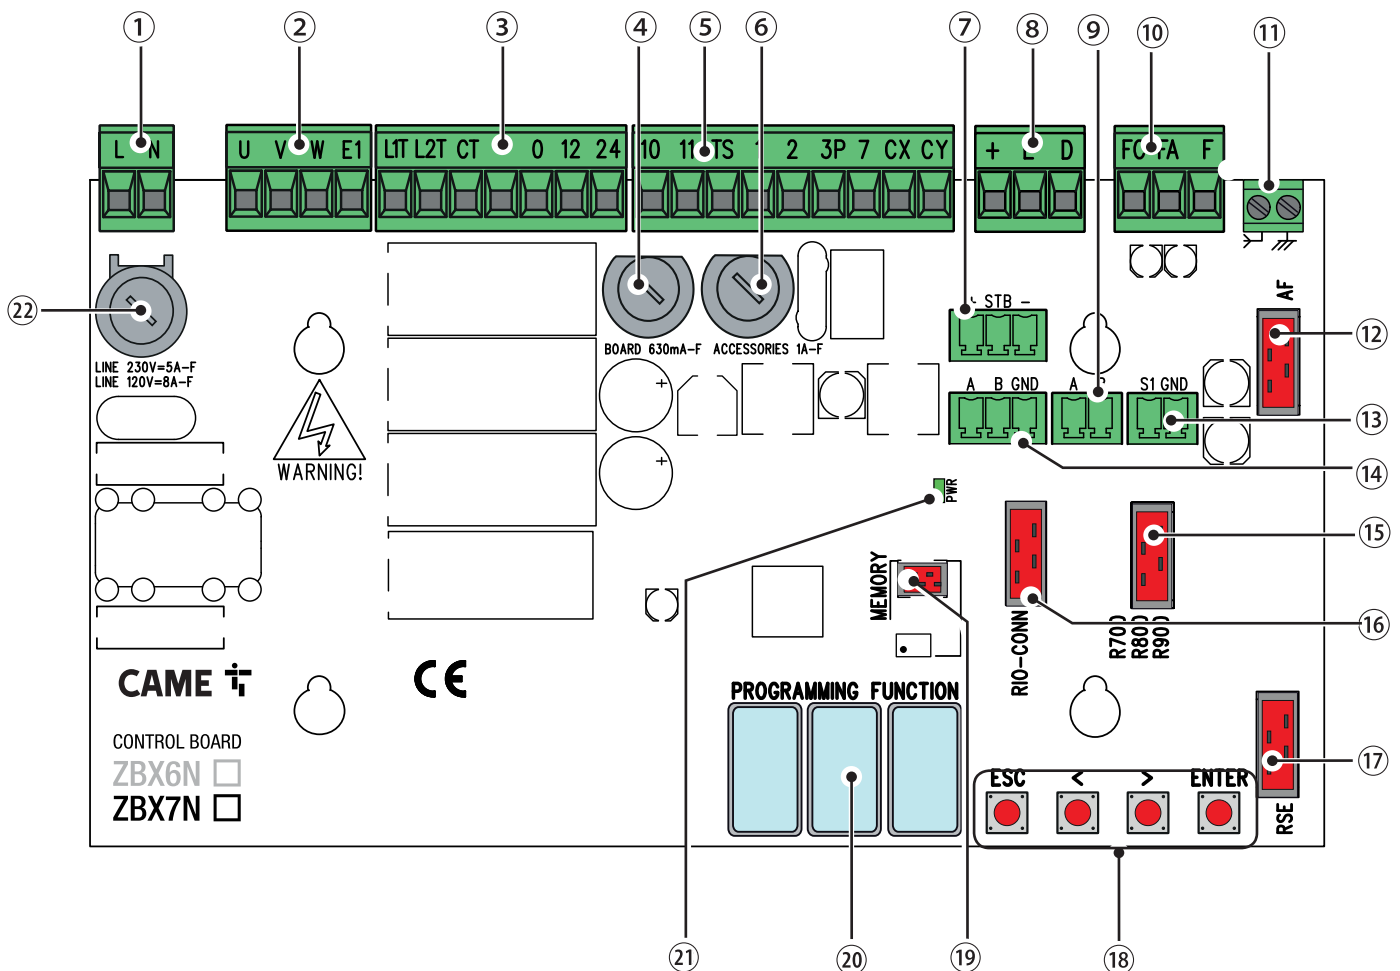 1 2 3 4 5 6 7 8 9 10 11
L N U V W E1 L1T L2T CT 0 12 24 10 11 TS 1 2 3P 7 CX CY + E D FC FA F
AF
+ STB -
22
12
BOARD 630mA-F ACCESSORIES 1A-F
LINE 230V=5A-F
LINE 120V=8A-F
A B GND A S1 GND
+
13
WARNING!
+
14
PWR
15
MEMORY
16
RIO-CONN
R700
R800
R900
CAME
CE
PROGRAMMING FUNCTION
CONTROL BOARD
ZBX6N
ZBX7N
17
ESC < > ENTER
RSE
21 20 19 18